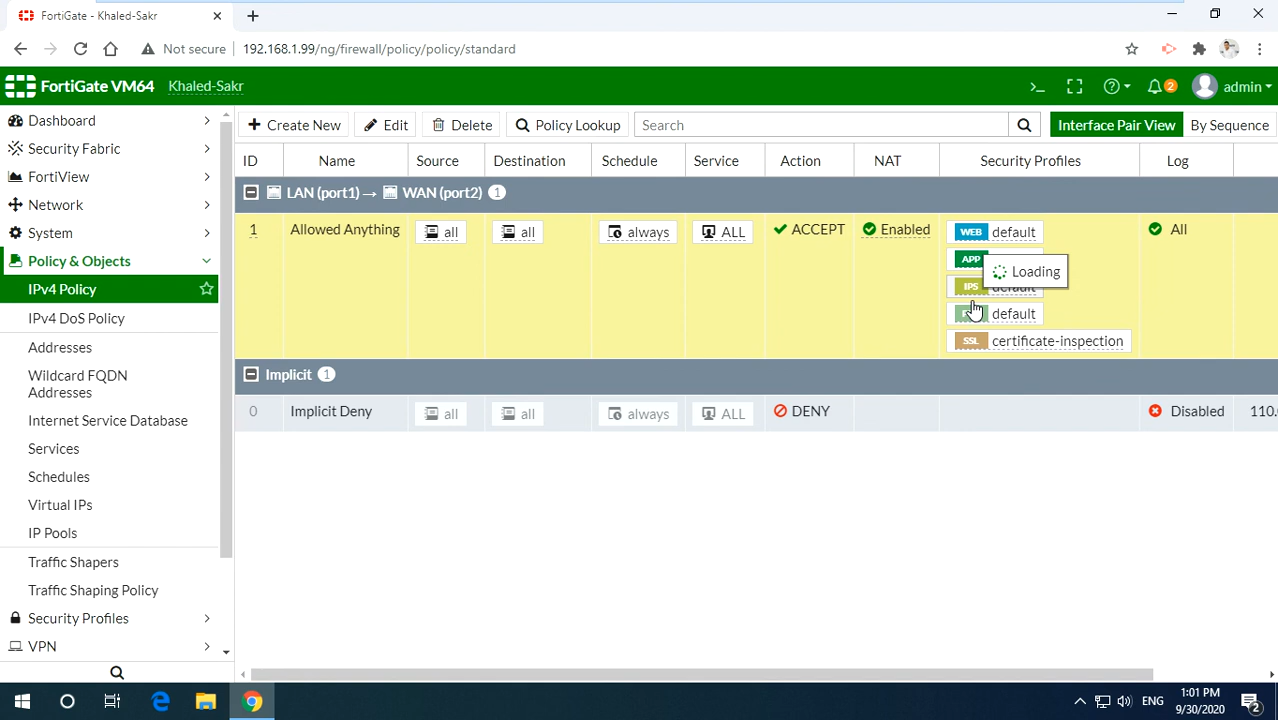 FortiGate - Khaled-Sakr
Not secure 192.168.1.99/ng/firewall/policy/policy/standard
FortiGate VM64 Khaled-Sakr 2 admin
Dashboard
Security Fabric
FortiView
Network
System
Policy & Objects
IPv4 Policy
IPv4 DoS Policy
Addresses
Wildcard FQDN
Addresses
Internet Service Database
Services
Schedules
Virtual IPs
IP Pools
Traffic Shapers
Traffic Shaping Policy
Security Profiles
VPN
Create New Edit Delete Policy Lookup Search Interface Pair View By Sequence
ID Name Source Destination Schedule Service Action NAT Security Profiles Log
LAN (port1) → WAN (port2) 1
1 Allowed Anything all all always ALL ACCEPT Enabled WEB default All
APP
Loading
IPS default
default
SSL certificate-inspection
Implicit 1
0 Implicit Deny all all always ALL DENY Disabled 110.
ENG 1:01 PM
9/30/2020 2